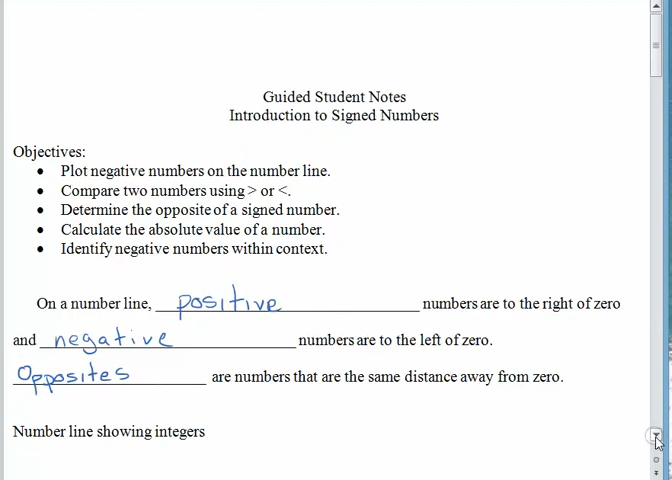 Guided Student Notes
Introduction to Signed Numbers
Objectives:
• Plot negative numbers on the number line.
• Compare two numbers using > or <.
• Determine the opposite of a signed number.
• Calculate the absolute value of a number.
• Identify negative numbers within context.
On a number line, positive numbers are to the right of zero
and negative numbers are to the left of zero.
Opposites are numbers that are the same distance away from zero.
Number line showing integers